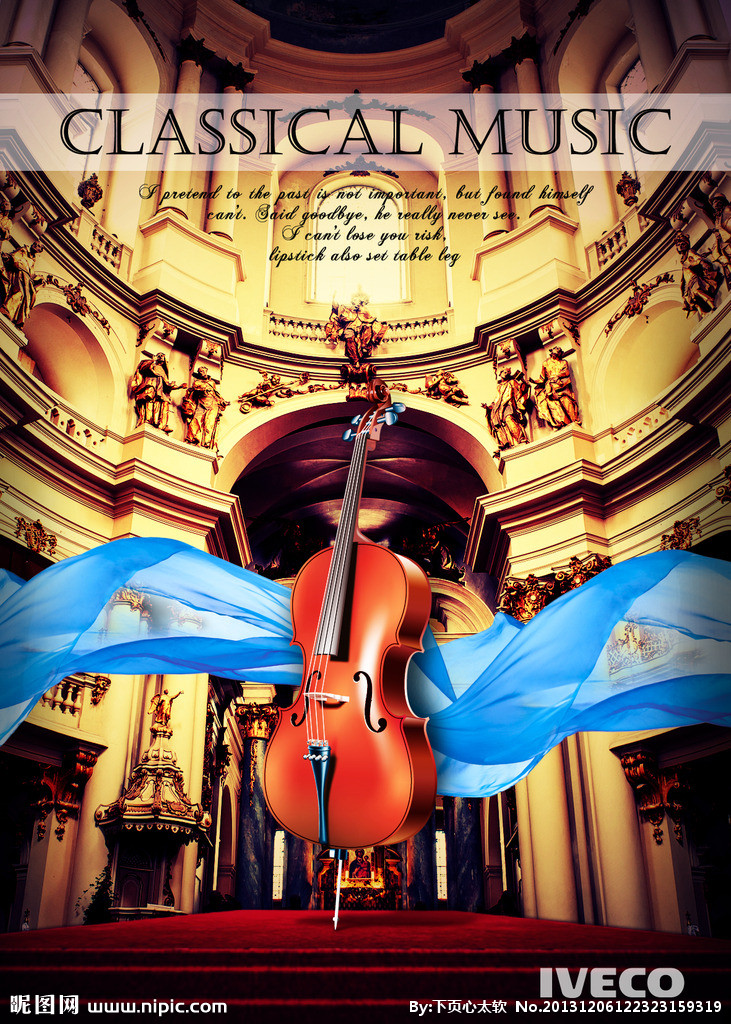 CLASSICAL MUSIC
I pretend to the past is not important, but found himself
can't. Said goodbye, he really never see.
I can't lose you risk,
lipstick also set table leg
IVECO
昵图网 www.nipic.com
By:下页心太软 No.20131206122323159319